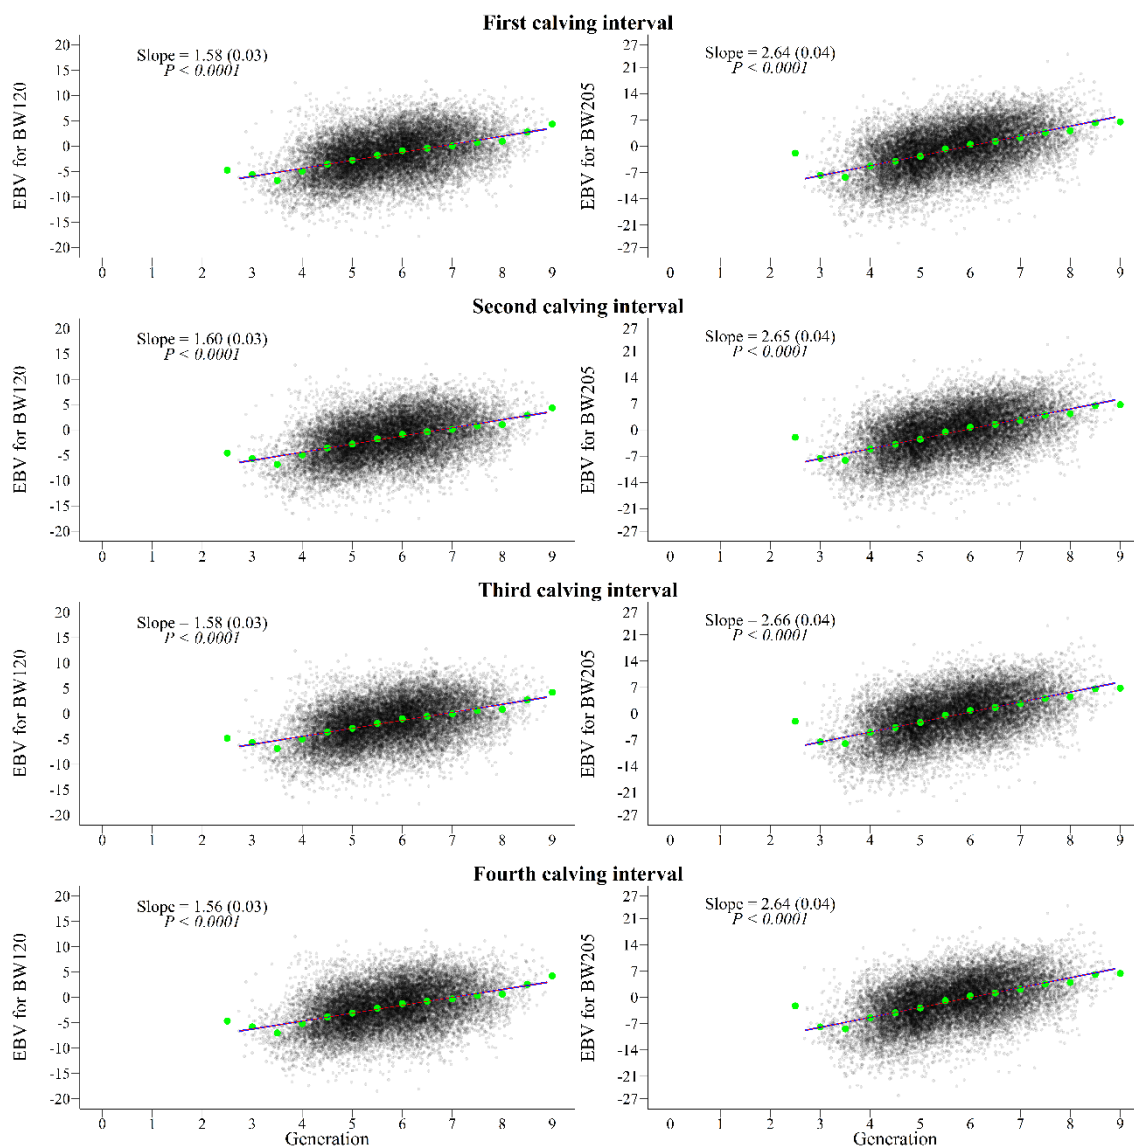 First calving interval
Slope = 1.58 (0.03)
P < 0.0001
EBV for BW120
20
15
10
5
0
-5
-10
-15
-20
0 1 2 3 4 5 6 7 8 9
Slope = 2.64 (0.04)
P < 0.0001
EBV for BW205
27
21
14
7
0
-7
-14
-21
-27
0 1 2 3 4 5 6 7 8 9
Second calving interval
Slope = 1.60 (0.03)
P < 0.0001
EBV for BW120
20
15
10
5
0
-5
-10
-15
-20
0 1 2 3 4 5 6 7 8 9
Slope = 2.65 (0.04)
P < 0.0001
EBV for BW205
27
21
14
7
0
-7
-14
-21
-27
0 1 2 3 4 5 6 7 8 9
Third calving interval
Slope = 1.58 (0.03)
P < 0.0001
EBV for BW120
20
15
10
5
0
-5
-10
-15
-20
0 1 2 3 4 5 6 7 8 9
Slope = 2.66 (0.04)
P < 0.0001
EBV for BW205
27
21
14
7
0
-7
-14
-21
-27
0 1 2 3 4 5 6 7 8 9
Fourth calving interval
Slope = 1.56 (0.03)
P < 0.0001
EBV for BW120
20
15
10
5
0
-5
-10
-15
-20
0 1 2 3 4 5 6 7 8 9
Generation
Slope = 2.64 (0.04)
P < 0.0001
EBV for BW205
27
21
14
7
0
-7
-14
-21
-27
0 1 2 3 4 5 6 7 8 9
Generation